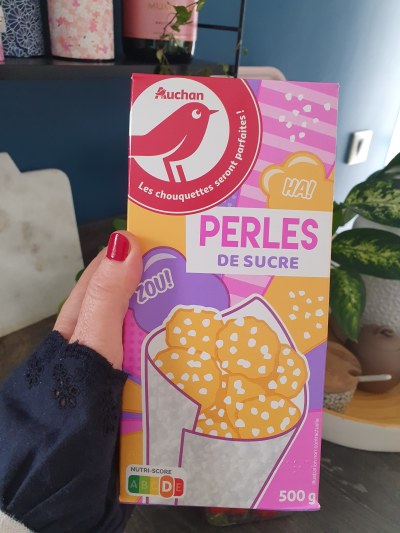 Auchan
Les chouquettes seront parfaites !
HA!
PERLES
DE SUCRE
ZOU!
NUTRI-SCORE
A B C D E
500 g